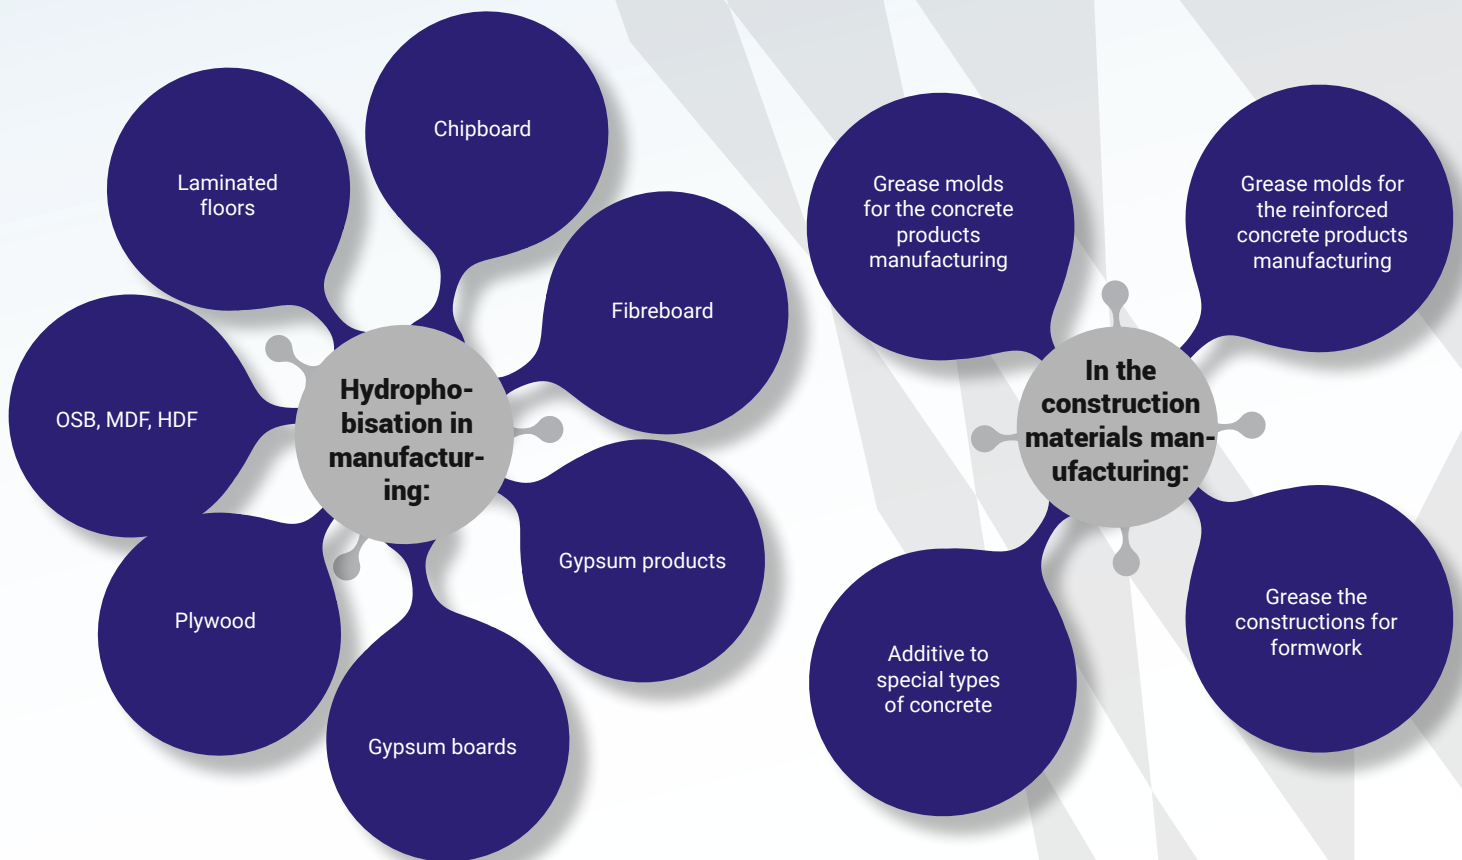 Chipboard
Laminated
floors
Fibreboard
OSB, MDF, HDF
Hydropho-
bisation in
manufactur-
ing:
Gypsum products
Plywood
Gypsum boards
Grease molds
for the concrete
products
manufacturing
Grease molds for
the reinforced
concrete products
manufacturing
In the
construction
materials man-
ufacturing:
Grease the
constructions for
formwork
Additive to
special types
of concrete